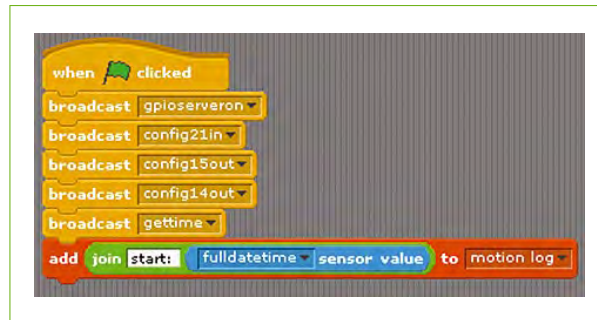 when clicked
broadcast gpioserveron
broadcast config21in
broadcast config15out
broadcast config14out
broadcast gettime
add join start: fulldatetime sensor value to motion log